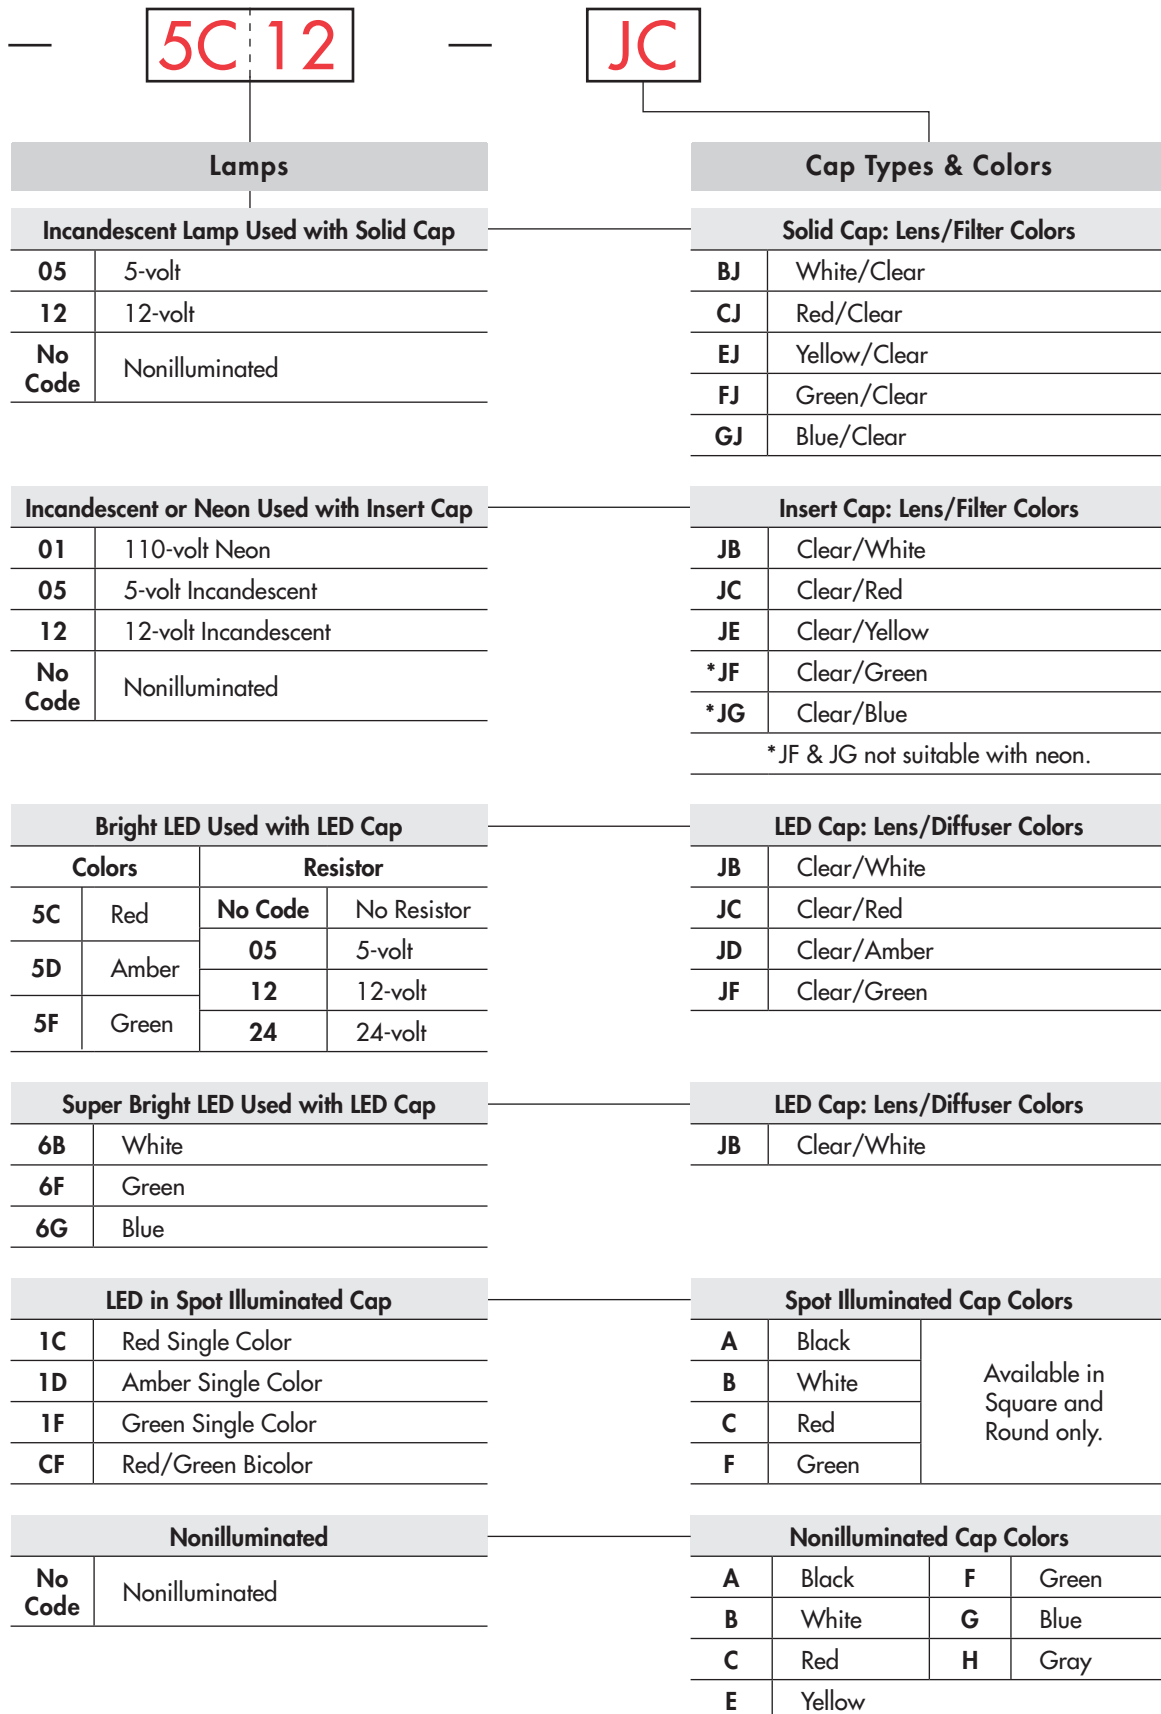 — 5C 12 — JC
Lamps
Incandescent Lamp Used with Solid Cap
05 5-volt
12 12-volt
No Code Nonilluminated
Cap Types & Colors
Solid Cap: Lens/Filter Colors
BJ White/Clear
CJ Red/Clear
EJ Yellow/Clear
FJ Green/Clear
GJ Blue/Clear
Incandescent or Neon Used with Insert Cap
01 110-volt Neon
05 5-volt Incandescent
12 12-volt Incandescent
No Code Nonilluminated
Insert Cap: Lens/Filter Colors
JB Clear/White
JC Clear/Red
JE Clear/Yellow
*JF Clear/Green
*JG Clear/Blue
*JF & JG not suitable with neon.
Bright LED Used with LED Cap
Colors Resistor
5C Red
5D Amber
5F Green
No Code No Resistor
05 5-volt
12 12-volt
24 24-volt
LED Cap: Lens/Diffuser Colors
JB Clear/White
JC Clear/Red
JD Clear/Amber
JF Clear/Green
Super Bright LED Used with LED Cap
6B White
6F Green
6G Blue
LED Cap: Lens/Diffuser Colors
JB Clear/White
LED in Spot Illuminated Cap
1C Red Single Color
1D Amber Single Color
1F Green Single Color
CF Red/Green Bicolor
Spot Illuminated Cap Colors
A Black
B White
C Red
F Green
Available in
Square and
Round only.
Nonilluminated
No Code Nonilluminated
Nonilluminated Cap Colors
A Black F Green
B White G Blue
C Red H Gray
E Yellow